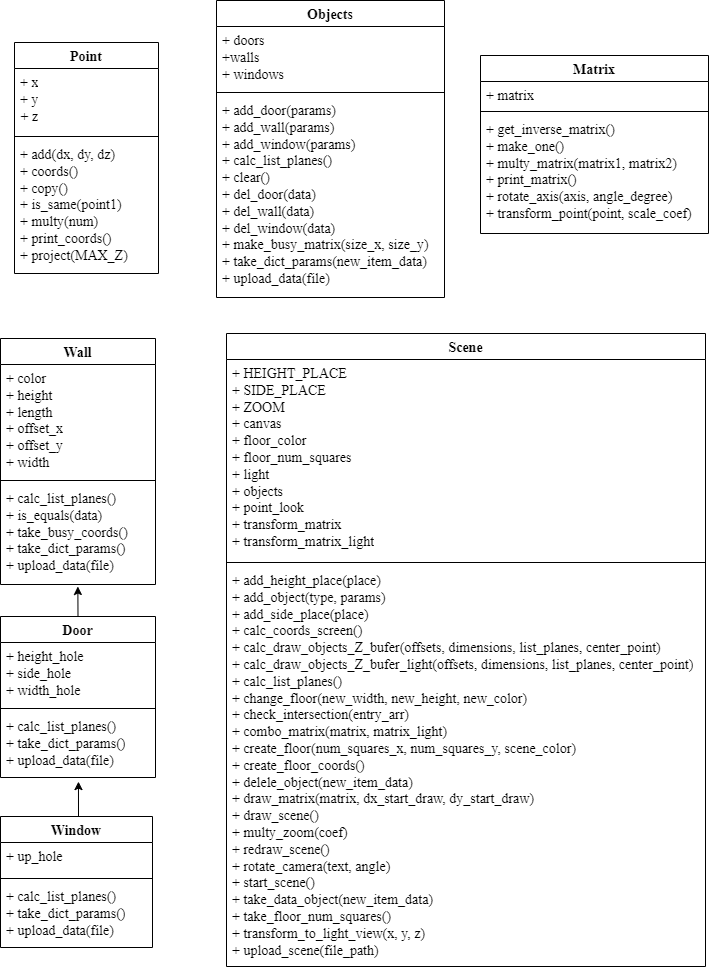 Point
+ x
+ y
+ z
+ add(dx, dy, dz)
+ coords()
+ copy()
+ is_same(point1)
+ multy(num)
+ print_coords()
+ project(MAX_Z)
Objects
+ doors
+walls
+ windows
+ add_door(params)
+ add_wall(params)
+ add_window(params)
+ calc_list_planes()
+ clear()
+ del_door(data)
+ del_wall(data)
+ del_window(data)
+ make_busy_matrix(size_x, size_y)
+ take_dict_params(new_item_data)
+ upload_data(file)
Matrix
+ matrix
+ get_inverse_matrix()
+ make_one()
+ multy_matrix(matrix1, matrix2)
+ print_matrix()
+ rotate_axis(axis, angle_degree)
+ transform_point(point, scale_coef)
Wall
+ color
+ height
+ length
+ offset_x
+ offset_y
+ width
+ calc_list_planes()
+ is_equals(data)
+ take_busy_coords()
+ take_dict_params()
+ upload_data(file)
Door
+ height_hole
+ side_hole
+ width_hole
+ calc_list_planes()
+ take_dict_params()
+ upload_data(file)
Window
+ up_hole
+ calc_list_planes()
+ take_dict_params()
+ upload_data(file)
Scene
+ HEIGHT_PLACE
+ SIDE_PLACE
+ ZOOM
+ canvas
+ floor_color
+ floor_num_squares
+ light
+ objects
+ point_look
+ transform_matrix
+ transform_matrix_light
+ add_height_place(place)
+ add_object(type, params)
+ add_side_place(place)
+ calc_coords_screen()
+ calc_draw_objects_Z_bufer(offsets, dimensions, list_planes, center_point)
+ calc_draw_objects_Z_bufer_light(offsets, dimensions, list_planes, center_point)
+ calc_list_planes()
+ change_floor(new_width, new_height, new_color)
+ check_intersection(entry_arr)
+ combo_matrix(matrix, matrix_light)
+ create_floor(num_squares_x, num_squares_y, scene_color)
+ create_floor_coords()
+ delele_object(new_item_data)
+ draw_matrix(matrix, dx_start_draw, dy_start_draw)
+ draw_scene()
+ multy_zoom(coef)
+ redraw_scene()
+ rotate_camera(text, angle)
+ start_scene()
+ take_data_object(new_item_data)
+ take_floor_num_squares()
+ transform_to_light_view(x, y, z)
+ upload_scene(file_path)